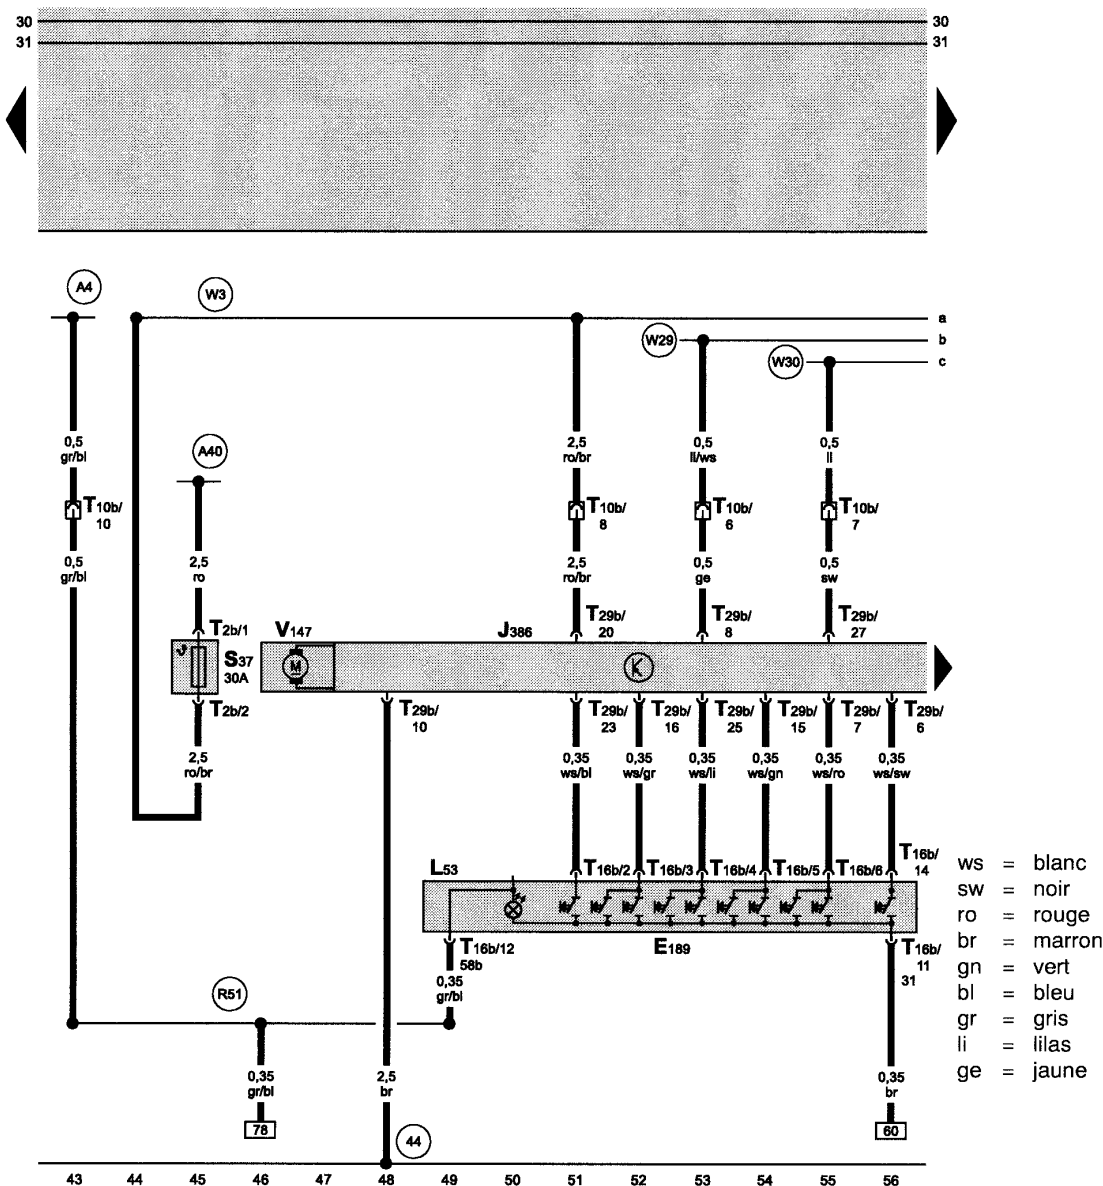 30 30
31 31
A4 W3 a
W29 b
W30 c
0,5 2,5 0,5 0,5
gr/bl A40 ro/br li/ws li
T10b/ T10b/ T10b/ T10b/
10 8 6 7
0,5 2,5 2,5 0,5 0,5
gr/bl ro ro/br ge sw
T2b/1 V147 J386 T29b/ T29b/ T29b/
20 8 27
S37 M K
30A
T2b/2 T29b/ T29b/ T29b/ T29b/ T29b/ T29b/ T29b/
10 23 16 25 15 7 6
2,5 0,35 0,35 0,35 0,35 0,35 0,35
ro/br ws/bl ws/gr ws/li ws/gn ws/ro ws/sw
L53 T16b/2 T16b/3 T16b/4 T16b/5 T16b/6 T16b/
14
ws = blanc
sw = noir
ro = rouge
br = marron
gn = vert
bl = bleu
gr = gris
li = lilas
ge = jaune
T16b/12 E189 T16b/
58b 11
31
0,35
gr/bl
R51
0,35 2,5 0,35
gr/bl br br
78 44 60
43 44 45 46 47 48 49 50 51 52 53 54 55 56